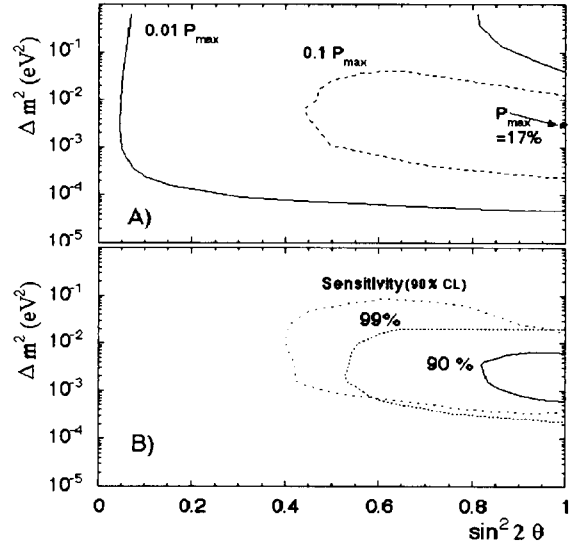 Δ m² (eV²)
10⁻¹
10⁻²
10⁻³
10⁻⁴
10⁻⁵
0.01 P_max
0.1 P_max
P_max
=17%
A)
Δ m² (eV²)
10⁻¹
10⁻²
10⁻³
10⁻⁴
10⁻⁵
Sensitivity (90% CL)
99%
90 %
B)
0 0.2 0.4 0.6 0.8 1
sin² 2 θ